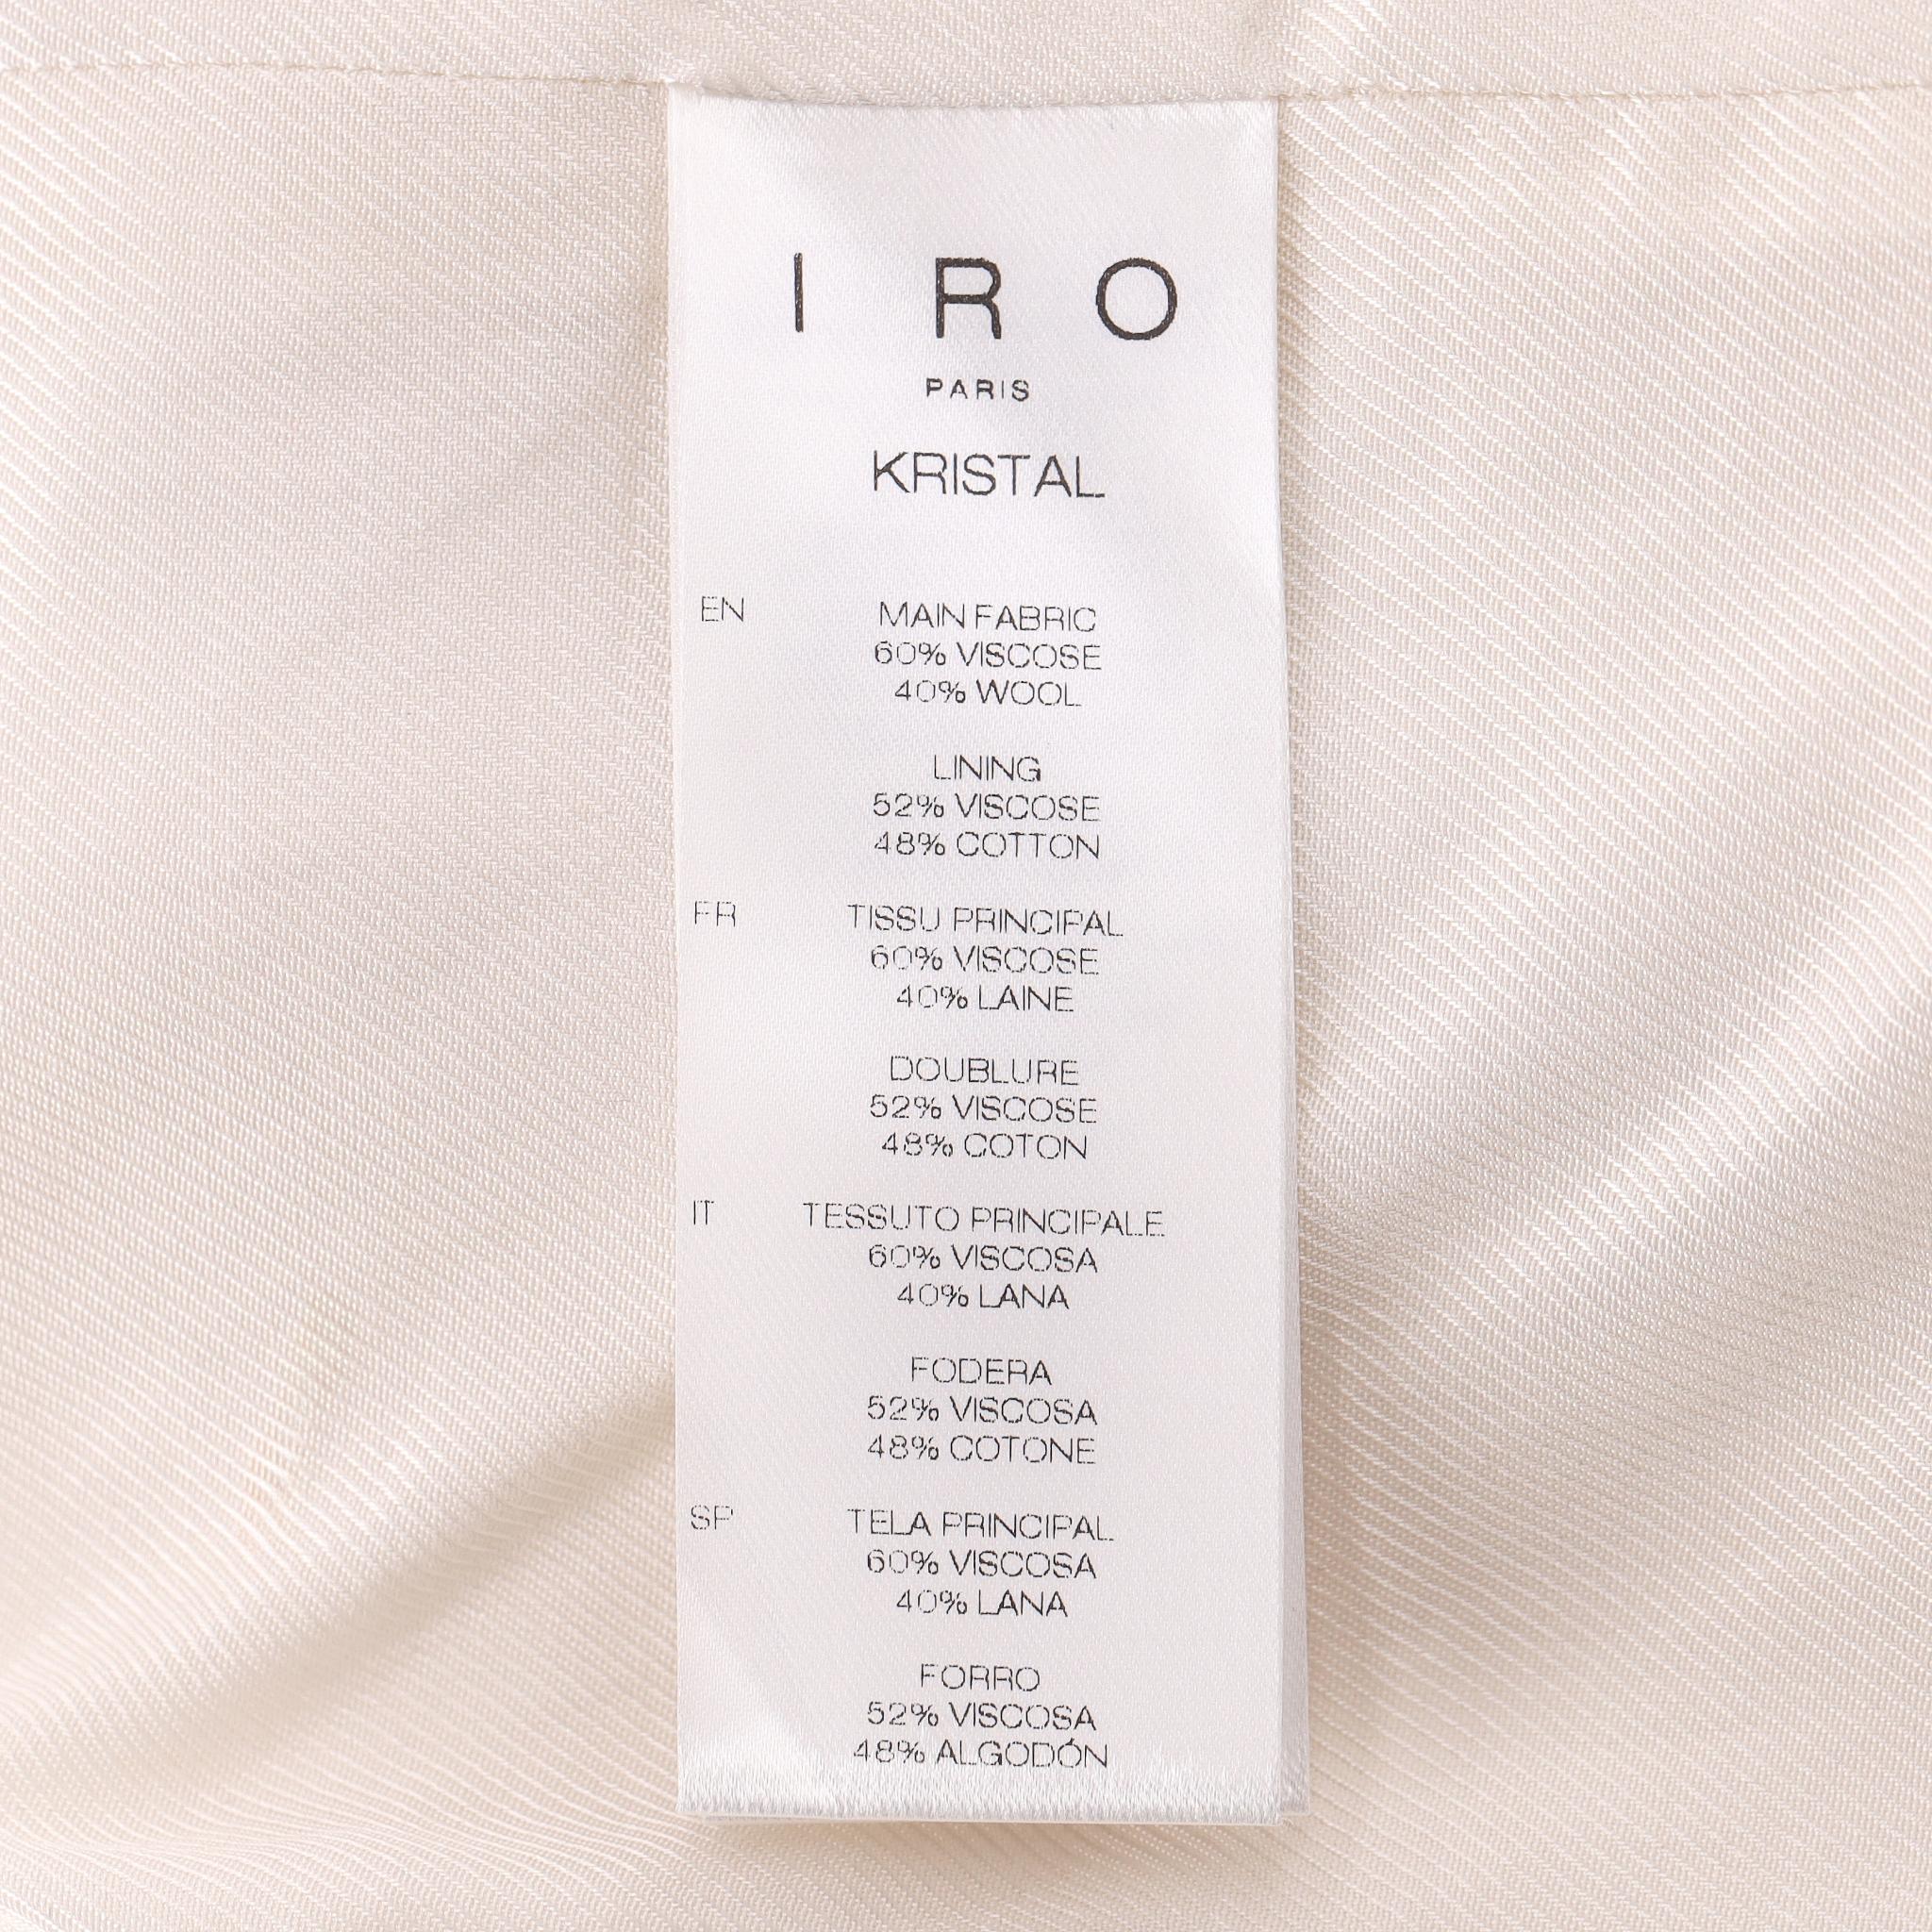 IRO
PARIS
KRISTAL
EN MAIN FABRIC
60% VISCOSE
40% WOOL
LINING
52% VISCOSE
48% COTTON
FR TISSU PRINCIPAL
60% VISCOSE
40% LAINE
DOUBLURE
52% VISCOSE
48% COTON
IT TESSUTO PRINCIPALE
60% VISCOSA
40% LANA
FODERA
52% VISCOSA
48% COTONE
SP TELA PRINCIPAL
60% VISCOSA
40% LANA
FORRO
52% VISCOSA
48% ALGODÓN